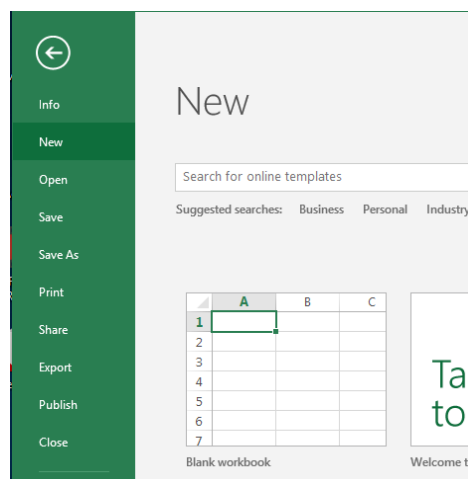 Info
New
Open
Save
Save As
Print
Share
Export
Publish
Close
New
Search for online templates
Suggested searches: Business Personal Industry
A B C
1
2
3
4
5
6
7
Blank workbook
Ta
to
Welcome t